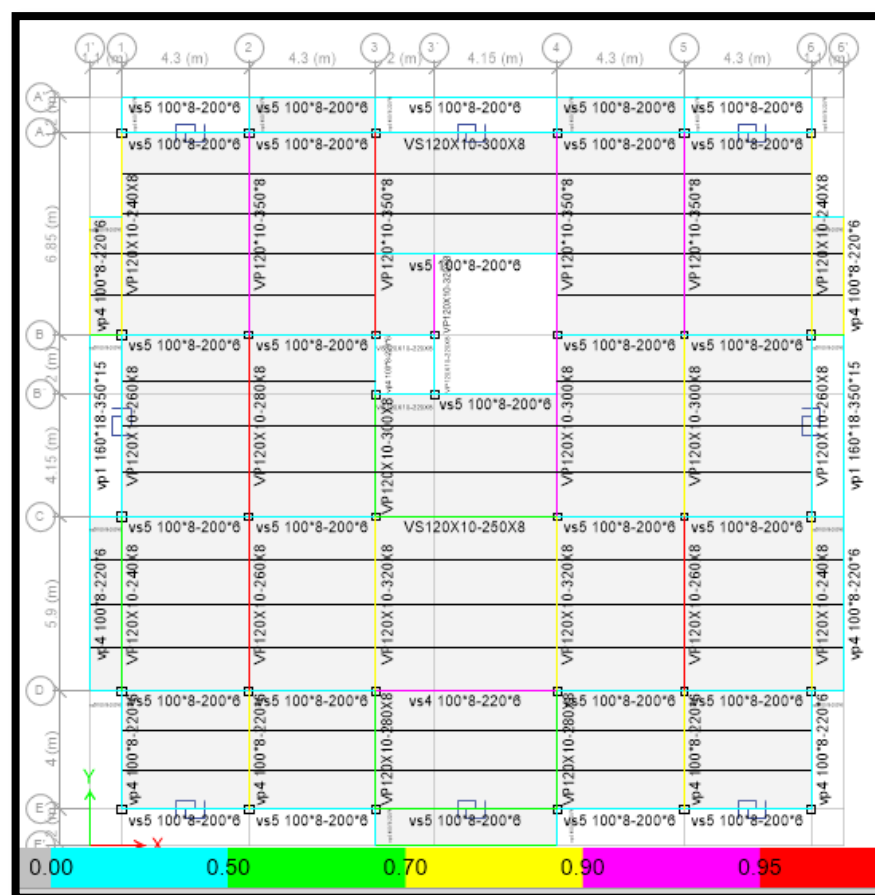 1' 1 2 3 3' 4 5 6 6'
1.1 (m) 4.3 (m) 4.3 (m) 2 (m) 4.15 (m) 4.3 (m) 4.3 (m) 1.1 (m)
vs5 100*8-200*6 vs5 100*8-200*6 vs5 100*8-200*6 vs5 100*8-200*6 vs5 100*8-200*6
A
vs5 100*8-200*6 vs5 100*8-200*6 VS120X10-300X8 vs5 100*8-200*6 vs5 100*8-200*6
6.85 (m)
vp4 100*8-220*6
VP120X10-240X8
VP120*10-350*8
VP120*10-350*8
VP120*10-350*8
VP120*10-350*8
VP120X10-240X8
vp4 100*8-220*6
vs5 100*8-200*6
B
vs5 100*8-200*6 vs5 100*8-200*6 vs5 100*8-200*6 vs5 100*8-200*6
2 (m)
B'
vs5 100*8-200*6
4.15 (m)
VP120X10-260X8
VP120X10-280X8
VP120X10-300X8
VP120X10-300X8
VP120X10-300X8
VP120X10-260X8
vp1 160*18-350*15
vp1 160*18-350*15
C
vs5 100*8-200*6 vs5 100*8-200*6 VS120X10-250X8 vs5 100*8-200*6 vs5 100*8-200*6
5.9 (m)
vp4 100*8-220*6
VP120X10-240X8
VP120X10-260X8
VP120X10-320X8
VP120X10-320X8
VP120X10-260X8
VP120X10-240X8
vp4 100*8-220*6
D
vs5 100*8-200*6 vs5 100*8-200*6 vs4 100*8-220*6 vs5 100*8-200*6 vs5 100*8-200*6
4 (m)
vp4 100*8-220*6
vp4 100*8-220*6
VP120X10-280X8
VP120X10-280X8
vp4 100*8-220*6
vp4 100*8-220*6
Y
E
vs5 100*8-200*6 vs5 100*8-200*6 vs5 100*8-200*6 vs5 100*8-200*6 vs5 100*8-200*6
X
0.00 0.50 0.70 0.90 0.95